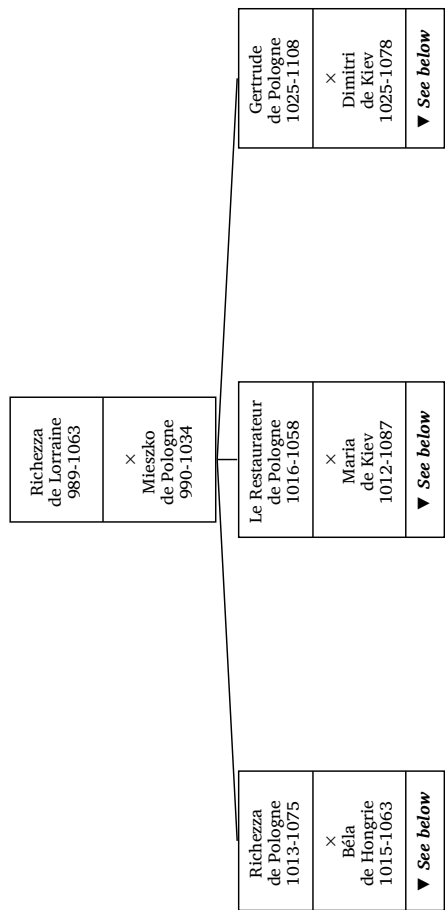 Richezza
de Lorraine
989-1063
×
Mieszko
de Pologne
990-1034
Richezza
de Pologne
1013-1075
×
Béla
de Hongrie
1015-1063
▼ See below
Le Restaurateur
de Pologne
1016-1058
×
Maria
de Kiev
1012-1087
▼ See below
Gertrude
de Pologne
1025-1108
×
Dimitri
de Kiev
1025-1078
▼ See below